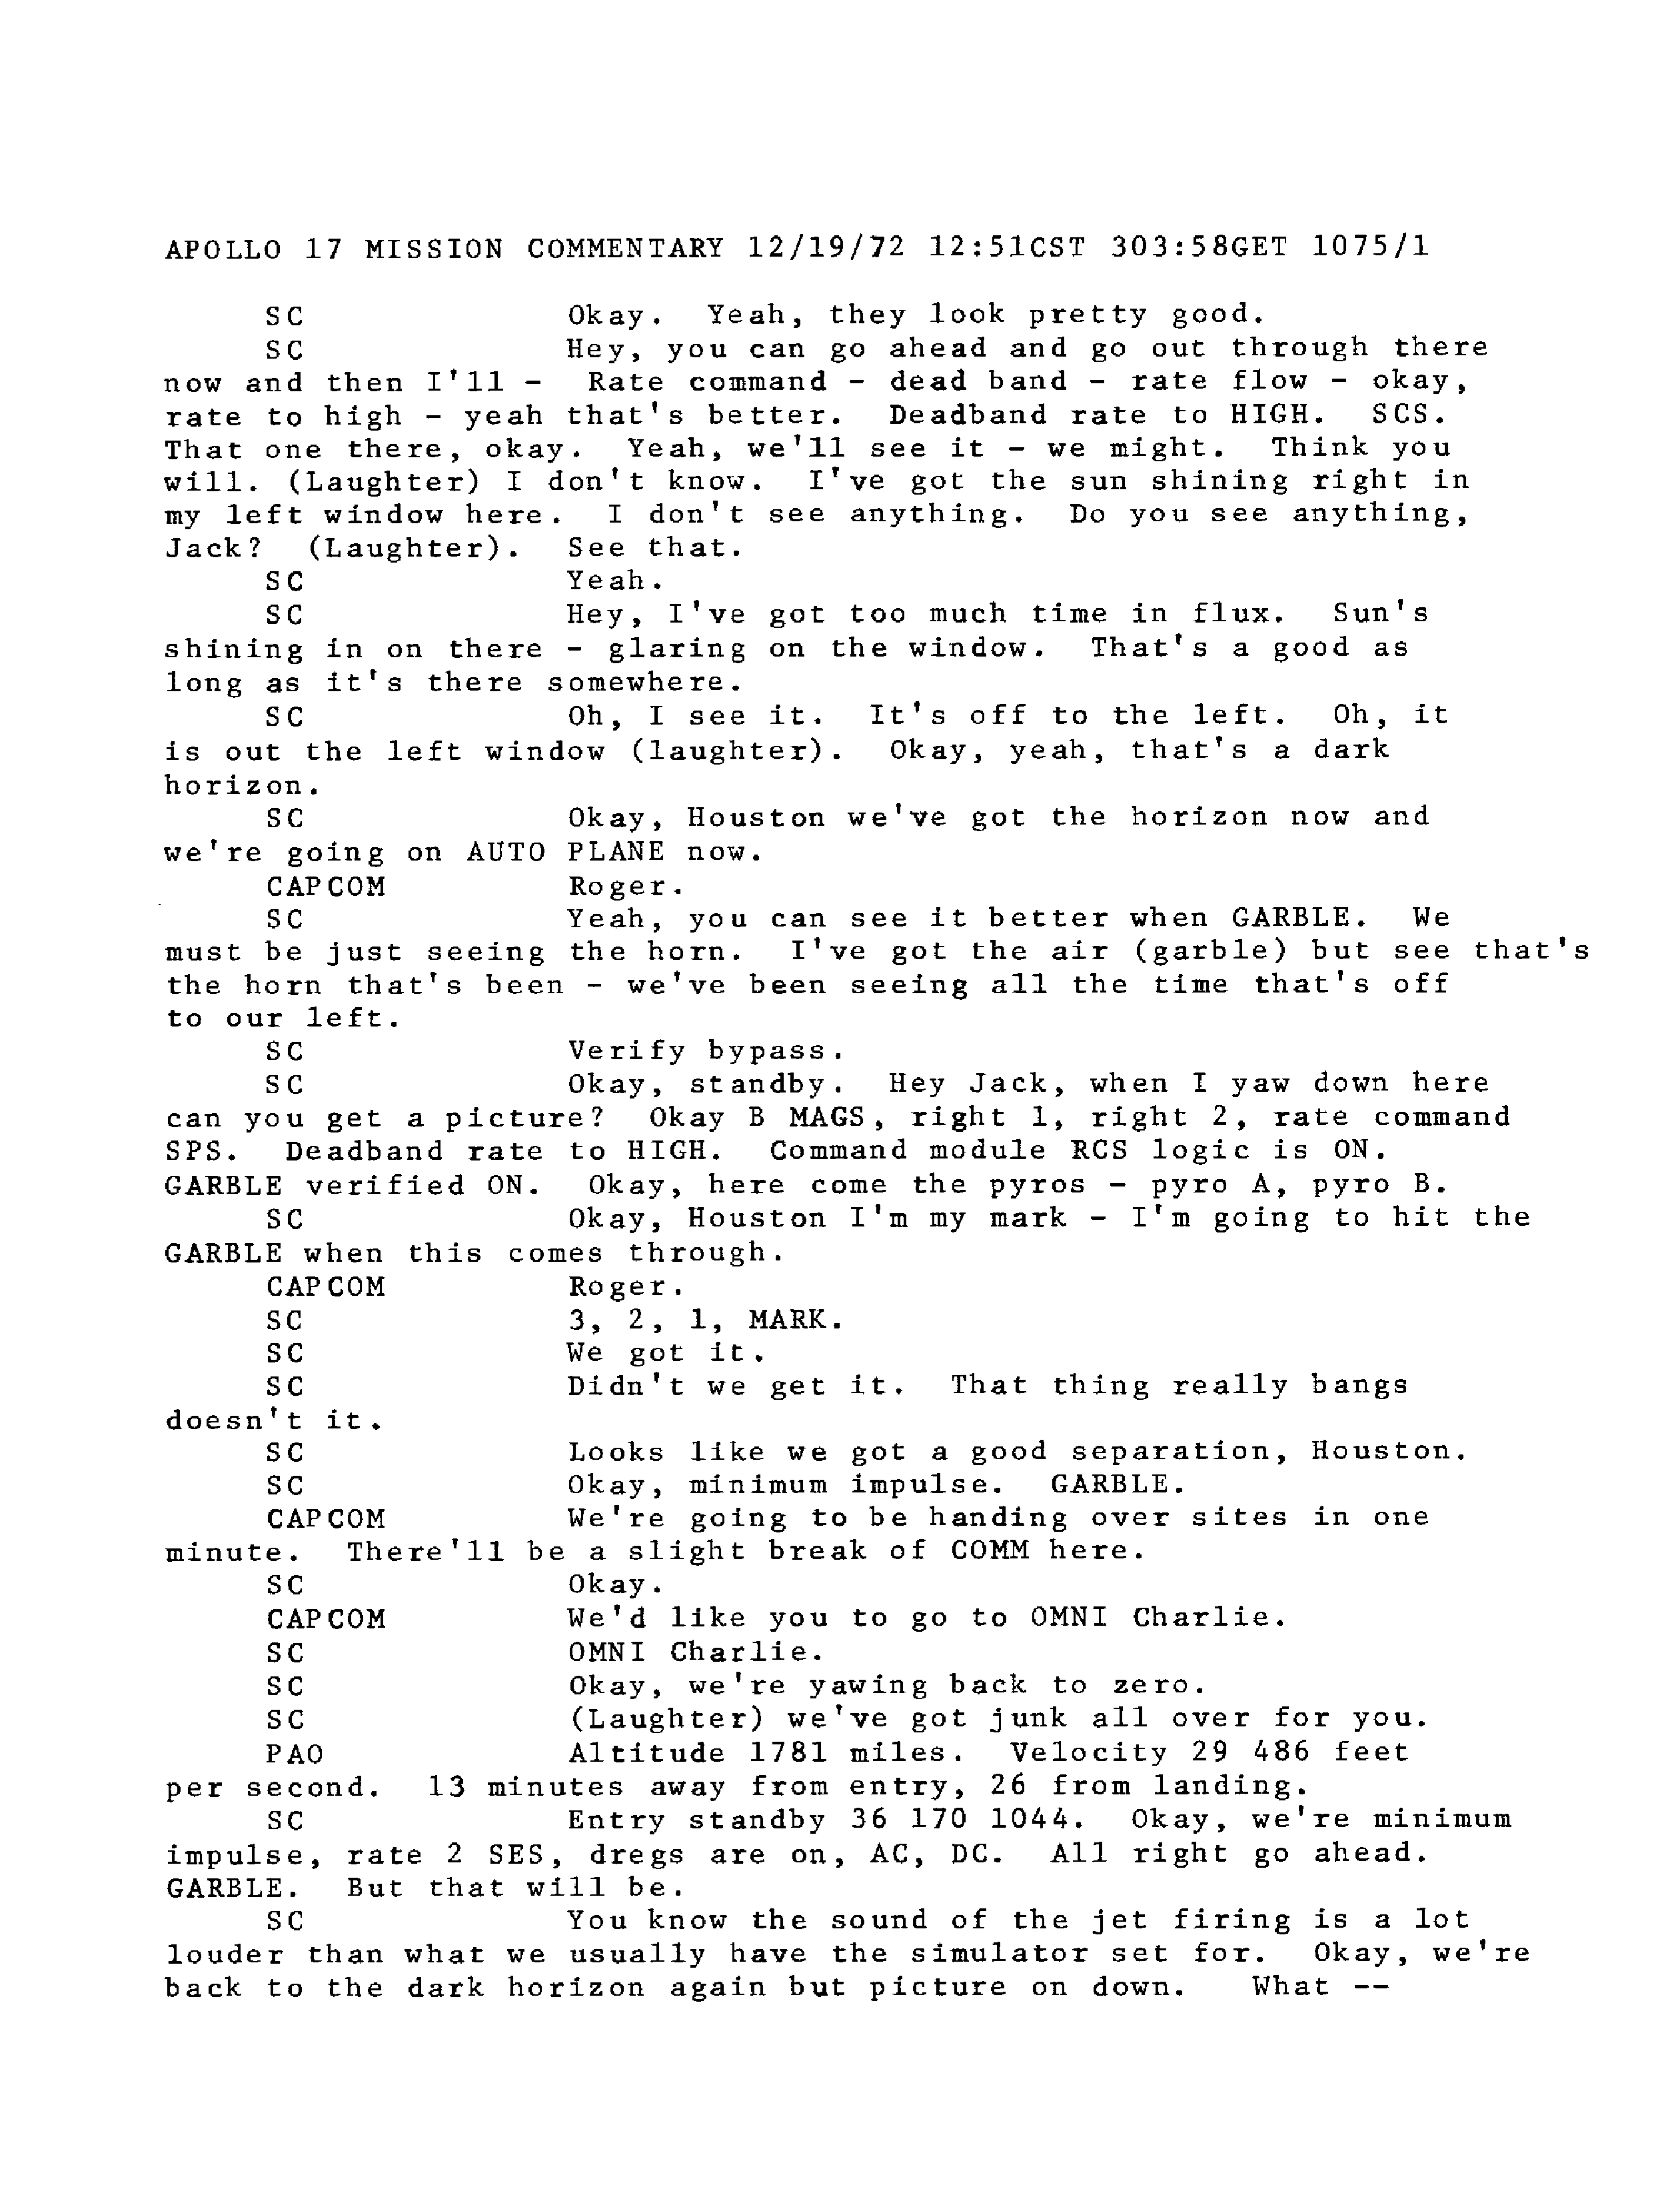 APOLLO 17 MISSION COMMENTARY 12/19/72 12:51CST 303:58GET 1075/1
SC Okay. Yeah, they look pretty good.
SC Hey, you can go ahead and go out through there
now and then I'll - Rate command - dead band - rate flow - okay,
rate to high - yeah that's better. Deadband rate to HIGH. SCS.
That one there, okay. Yeah, we'll see it - we might. Think you
will. (Laughter) I don't know. I've got the sun shining right in
my left window here. I don't see anything. Do you see anything,
Jack? (Laughter). See that.
SC Yeah.
SC Hey, I've got too much time in flux. Sun's
shining in on there - glaring on the window. That's a good as
long as it's there somewhere.
SC Oh, I see it. It's off to the left. Oh, it
is out the left window (laughter). Okay, yeah, that's a dark
horizon.
SC Okay, Houston we've got the horizon now and
we're going on AUTO PLANE now.
CAPCOM Roger.
SC Yeah, you can see it better when GARBLE. We
must be just seeing the horn. I've got the air (garble) but see that's
the horn that's been - we've been seeing all the time that's off
to our left.
SC Verify bypass.
SC Okay, standby. Hey Jack, when I yaw down here
can you get a picture? Okay B MAGS, right 1, right 2, rate command
SPS. Deadband rate to HIGH. Command module RCS logic is ON.
GARBLE verified ON. Okay, here come the pyros - pyro A, pyro B.
SC Okay, Houston I'm my mark - I'm going to hit the
GARBLE when this comes through.
CAPCOM Roger.
SC 3, 2, 1, MARK.
SC We got it.
SC Didn't we get it. That thing really bangs
doesn't it.
SC Looks like we got a good separation, Houston.
SC Okay, minimum impulse. GARBLE.
CAPCOM We're going to be handing over sites in one
minute. There'll be a slight break of COMM here.
SC Okay.
CAPCOM We'd like you to go to OMNI Charlie.
SC OMNI Charlie.
SC Okay, we're yawing back to zero.
SC (Laughter) we've got junk all over for you.
PAO Altitude 1781 miles. Velocity 29 486 feet
per second. 13 minutes away from entry, 26 from landing.
SC Entry standby 36 170 1044. Okay, we're minimum
impulse, rate 2 SES, dregs are on, AC, DC. All right go ahead.
GARBLE. But that will be.
SC You know the sound of the jet firing is a lot
louder than what we usually have the simulator set for. Okay, we're
back to the dark horizon again but picture on down. What --